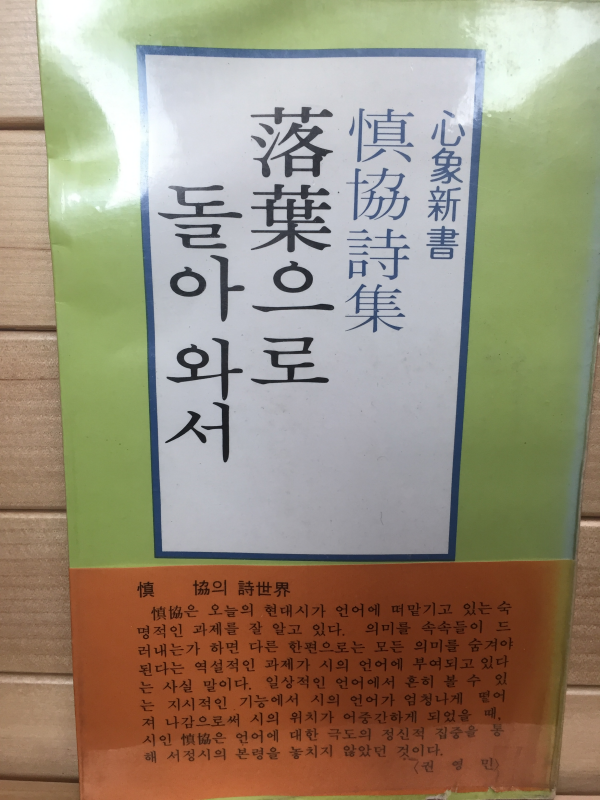 心象新書
慎協詩集
落葉으로
돌아와서
慎 協의 詩世界
慎協은 오늘의 현대시가 언어에 떠맡기고 있는 숙
명적인 과제를 잘 알고 있다. 의미를 속속들이 드
러내는가 하면 다른 한편으로는 모든 의미를 숨겨야
된다는 역설적인 과제가 시의 언어에 부여되고 있다
는 사실 말이다. 일상적인 언어에서 흔히 볼 수 있
는 지시적인 기능에서 시의 언어가 엄청나게 떨어
져 나감으로써 시의 위치가 어중간하게 되었을 때,
시인 慎協은 언어에 대한 극도의 정신적 집중을 통
해 서정시의 본령을 놓치지 않았던 것이다.
〈권 영 민〉